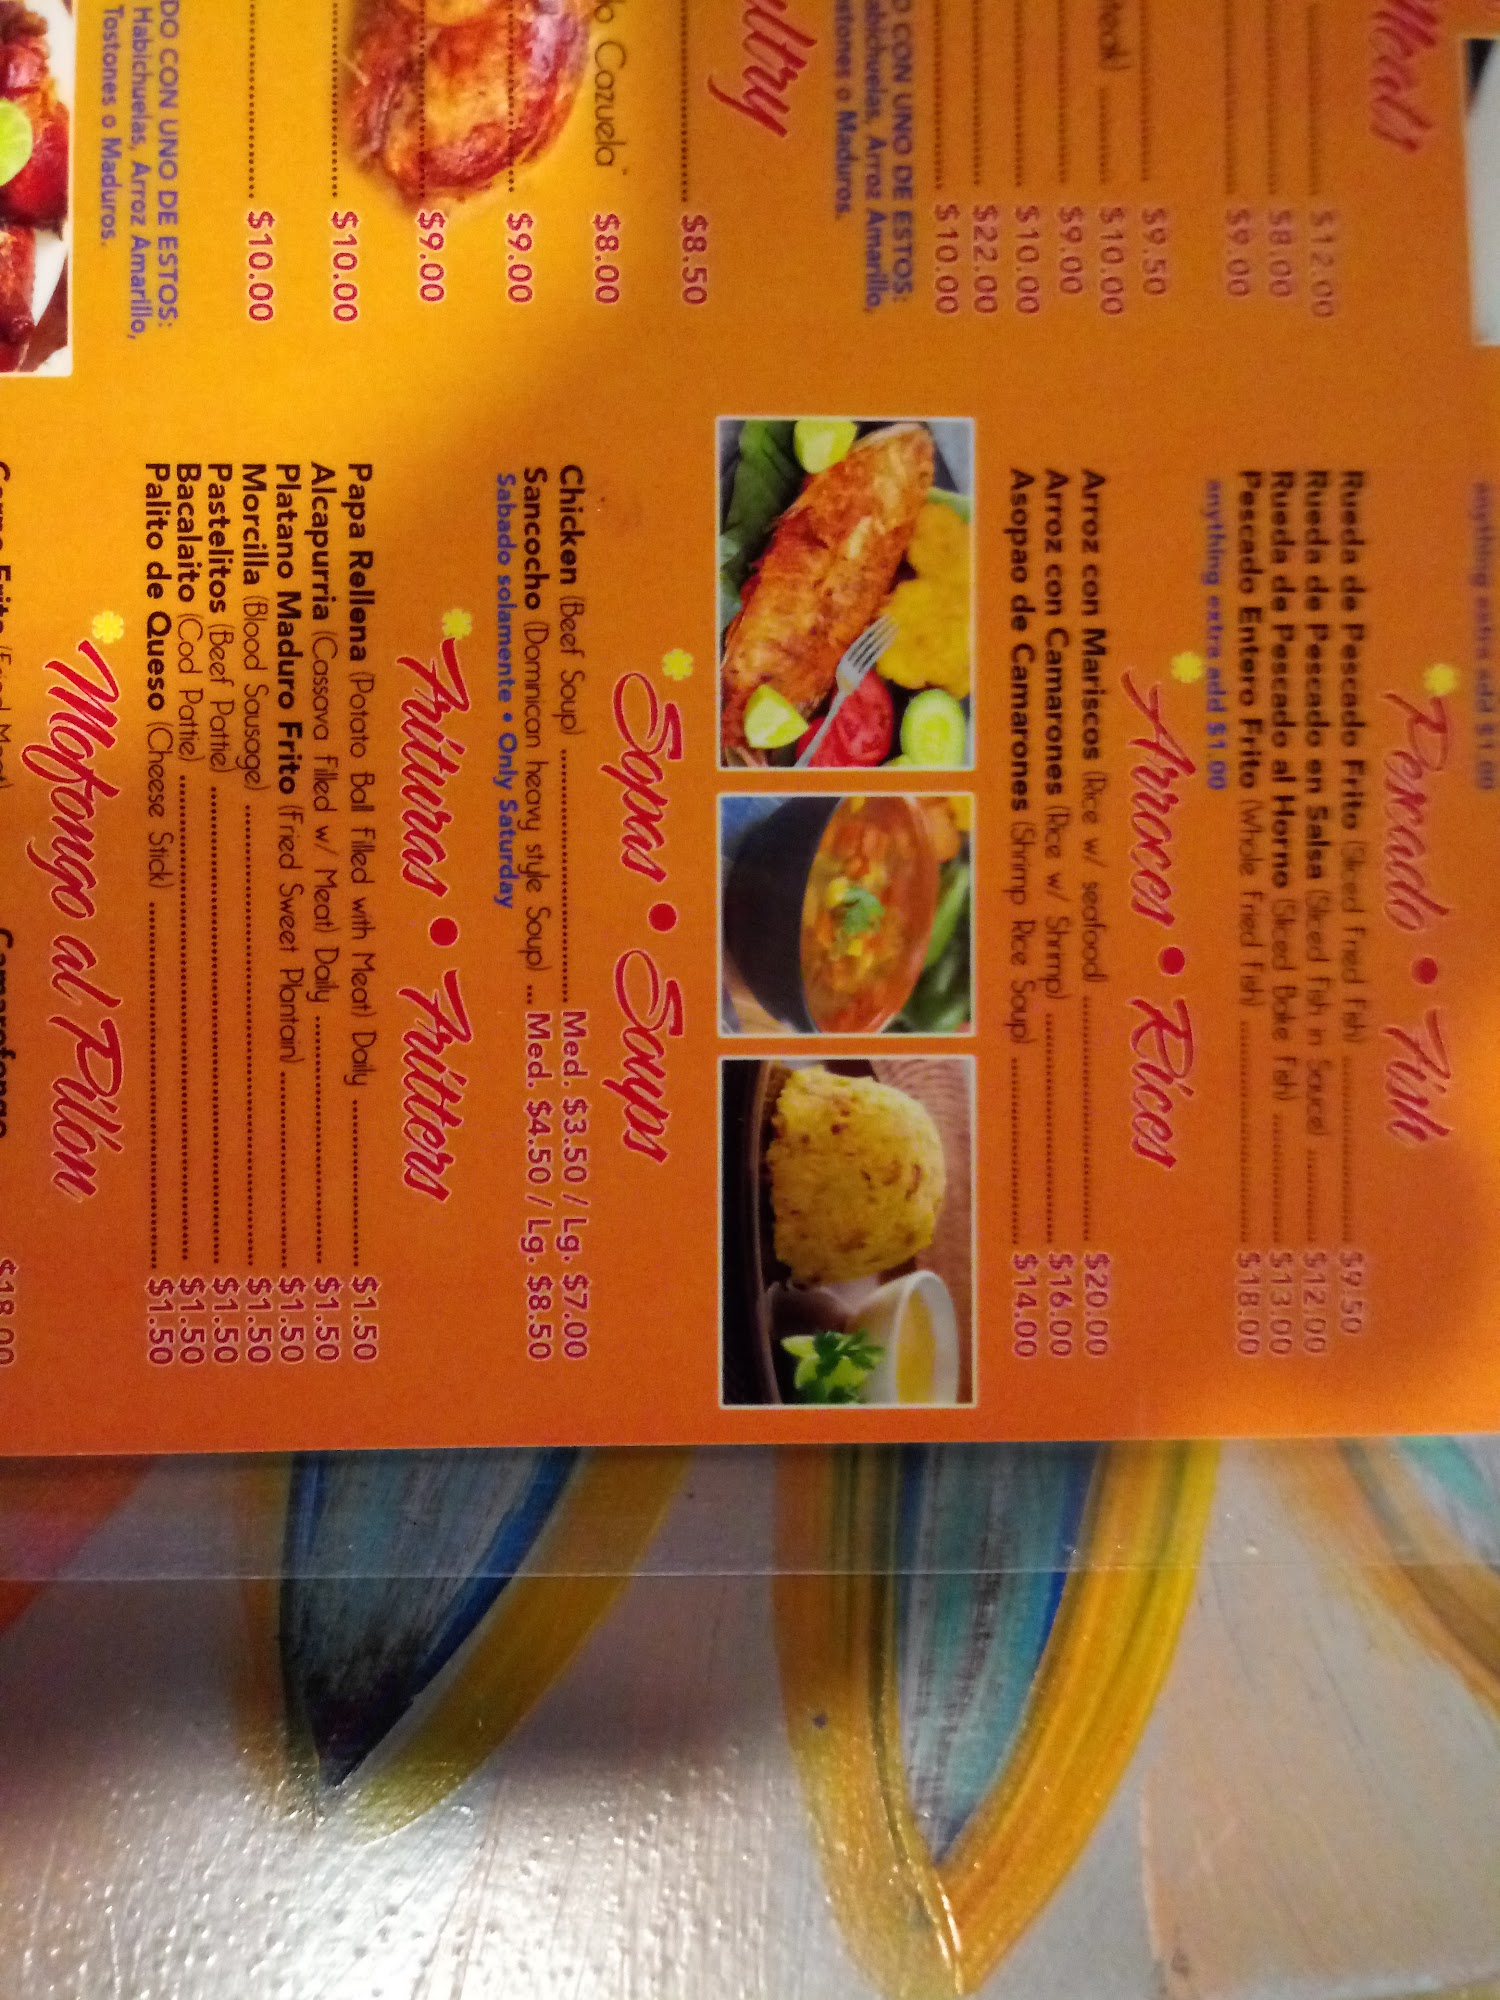 $12.00
$8.00
$9.00
$9.50
$10.00
$9.00
$10.00
$22.00
$10.00
CON UNO DE ESTOS:
Arroz Amarillo,
o Maduros.
$8.50
Cazuela"
$8.00
$9.00
$9.00
$10.00
$10.00
CON UNO DE ESTOS:
Habichuelas, Arroz Amarillo,
Tostones o Maduros.
anything extra add $1.00
Pescado • Fish
Rueda de Pescado Frito (Sliced Fried Fish) $9.50
Rueda de Pescado en Salsa (Sliced Fish in Sauce) $12.00
Rueda de Pescado al Horno (Sliced Bake Fish) $13.00
Pescado Entero Frito (Whole Fried Fish) $18.00
anything extra add $1.00
Arroces • Rices
Arroz con Mariscos (Rice w/ seafood) $20.00
Arroz con Camarones (Rice w/ Shrimp) $16.00
Asopao de Camarones (Shrimp Rice Soup) $14.00
Sopas • Soups
Chicken (Beef Soup) Med. $3.50 / Lg. $7.00
Sancocho (Dominican heavy style Soup) ... Med. $4.50 / Lg. $8.50
Sabado solamente • Only Saturday
Frituras • Fritters
Papa Rellena (Potato Ball filled with Meat) Daily $1.50
Alcapurria (Cassava filled w/ Meat) Daily $1.50
Platano Maduro Frito (Fried Sweet Plantain) $1.50
Morcilla (Blood Sausage) $1.50
Pastelitos (Beef Pattie) $1.50
Bacalaito (Cod Pattie) $1.50
Palito de Queso (Cheese Stick) $1.50
Mofongo al Pilón
$18.00